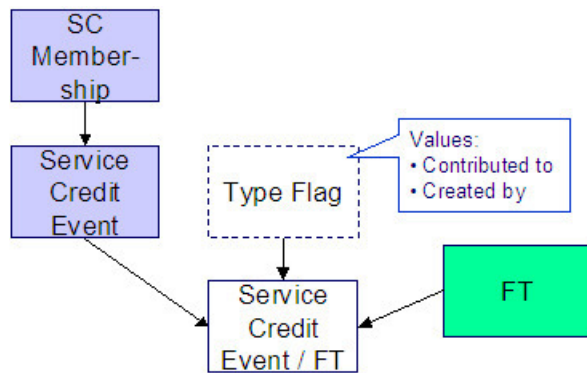 SC
Member-
ship
Service
Credit
Event
Type Flag
Values:
• Contributed to
• Created by
Service
Credit
Event / FT
FT